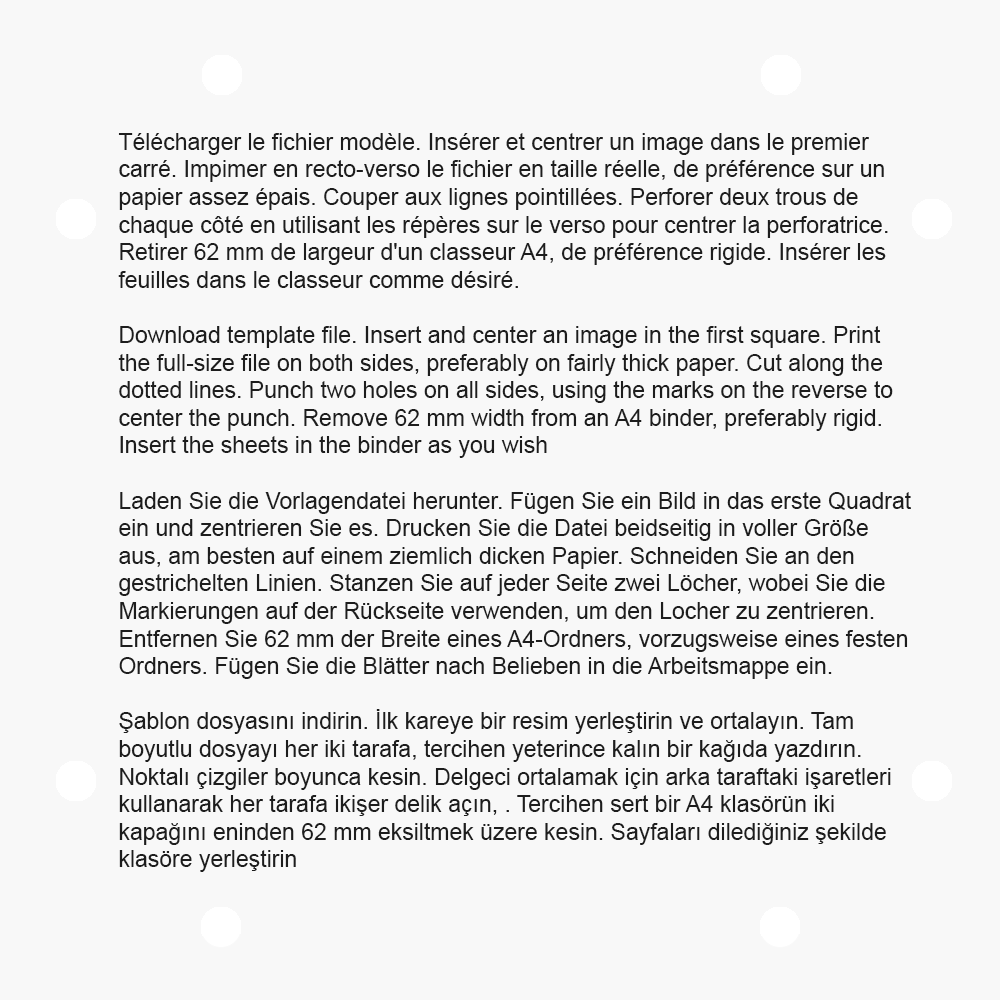 Télécharger le fichier modèle. Insérer et centrer un image dans le premier
carré. Impimer en recto-verso le fichier en taille réelle, de préférence sur un
papier assez épais. Couper aux lignes pointillées. Perforer deux trous de
chaque côté en utilisant les répères sur le verso pour centrer la perforatrice.
Retirer 62 mm de largeur d'un classeur A4, de préférence rigide. Insérer les
feuilles dans le classeur comme désiré.

Download template file. Insert and center an image in the first square. Print
the full-size file on both sides, preferably on fairly thick paper. Cut along the
dotted lines. Punch two holes on all sides, using the marks on the reverse to
center the punch. Remove 62 mm width from an A4 binder, preferably rigid.
Insert the sheets in the binder as you wish

Laden Sie die Vorlagendatei herunter. Fügen Sie ein Bild in das erste Quadrat
ein und zentrieren Sie es. Drucken Sie die Datei beidseitig in voller Größe
aus, am besten auf einem ziemlich dicken Papier. Schneiden Sie an den
gestrichelten Linien. Stanzen Sie auf jeder Seite zwei Löcher, wobei Sie die
Markierungen auf der Rückseite verwenden, um den Locher zu zentrieren.
Entfernen Sie 62 mm der Breite eines A4-Ordners, vorzugsweise eines festen
Ordners. Fügen Sie die Blätter nach Belieben in die Arbeitsmappe ein.

Şablon dosyasını indirin. İlk kareye bir resim yerleştirin ve ortalayın. Tam
boyutlu dosyayı her iki tarafa, tercihen yeterince kalın bir kağıda yazdırın.
Noktalı çizgiler boyunca kesin. Delgeci ortalamak için arka taraftaki işaretleri
kullanarak her tarafa ikişer delik açın, . Tercihen sert bir A4 klasörün iki
kapağını eninden 62 mm eksiltmek üzere kesin. Sayfaları dilediğiniz şekilde
klasöre yerleştirin